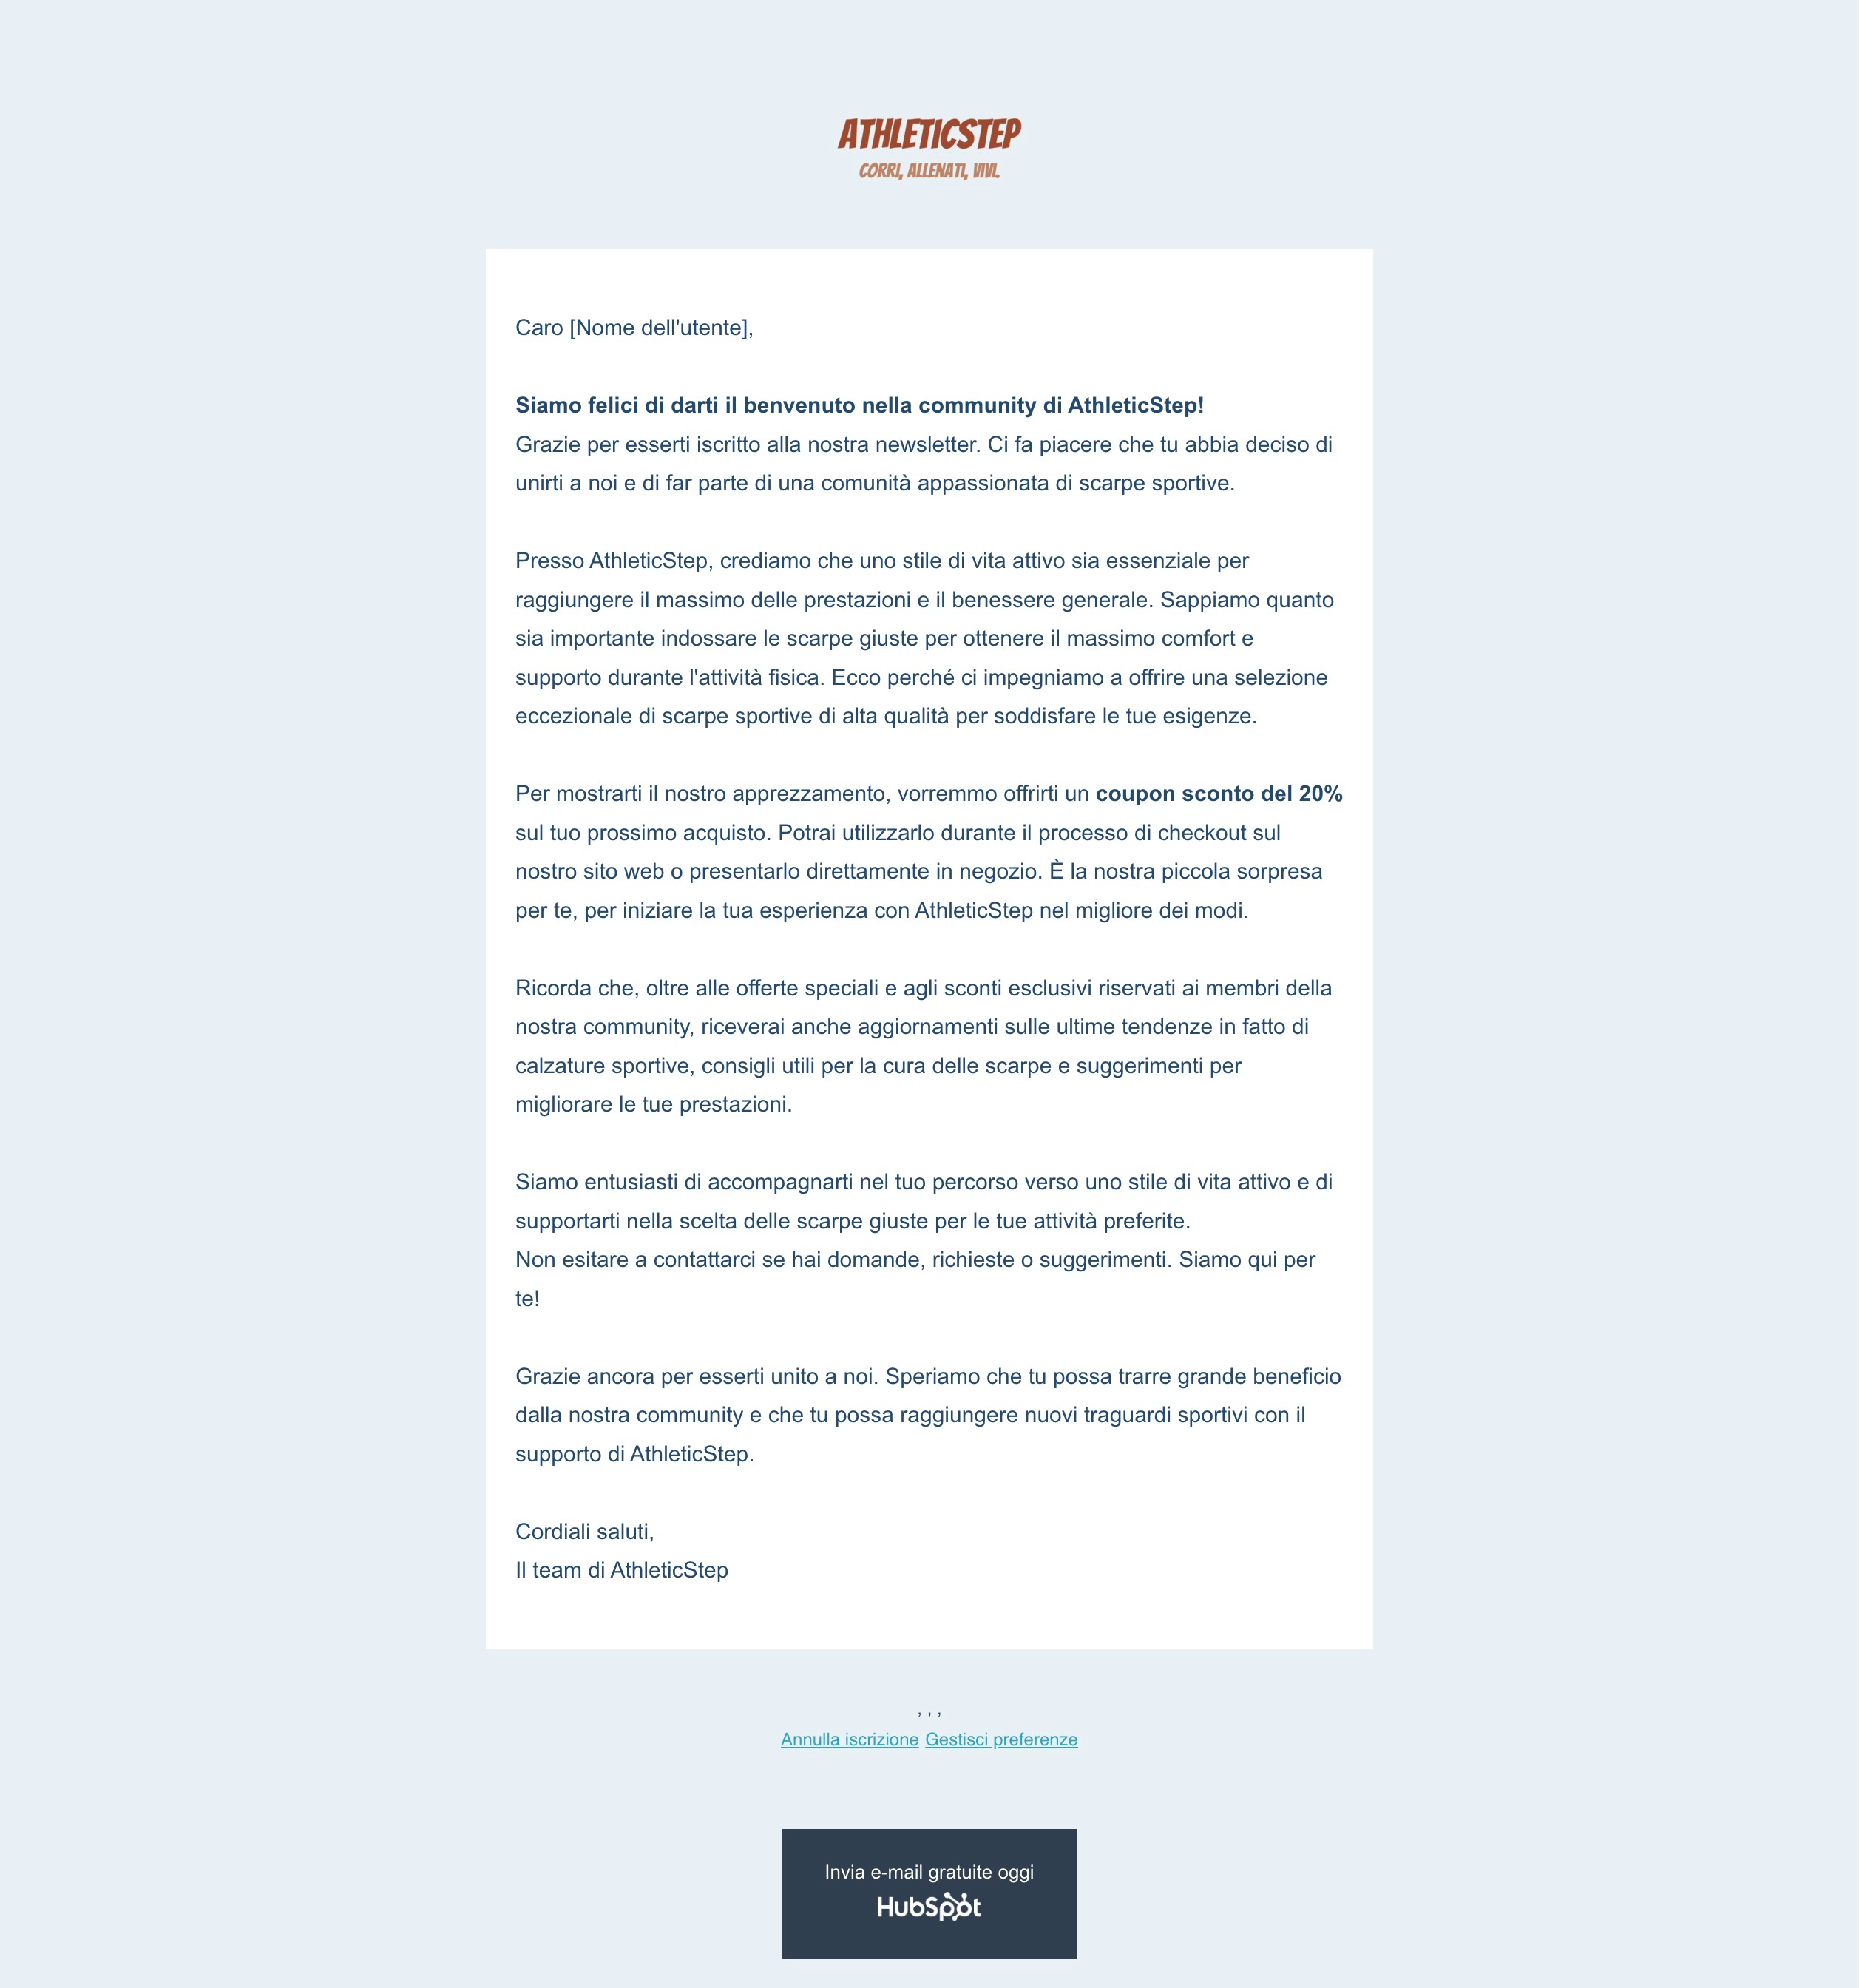 ATHLETICSTEP
CORRI, ALLENATI, VIVI.
Caro [Nome dell'utente],
Siamo felici di darti il benvenuto nella community di AthleticStep!
Grazie per esserti iscritto alla nostra newsletter. Ci fa piacere che tu abbia deciso di
unirti a noi e di far parte di una comunità appassionata di scarpe sportive.
Presso AthleticStep, crediamo che uno stile di vita attivo sia essenziale per
raggiungere il massimo delle prestazioni e il benessere generale. Sappiamo quanto
sia importante indossare le scarpe giuste per ottenere il massimo comfort e
supporto durante l'attività fisica. Ecco perché ci impegniamo a offrire una selezione
eccezionale di scarpe sportive di alta qualità per soddisfare le tue esigenze.
Per mostrarti il nostro apprezzamento, vorremmo offrirti un coupon sconto del 20%
sul tuo prossimo acquisto. Potrai utilizzarlo durante il processo di checkout sul
nostro sito web o presentarlo direttamente in negozio. È la nostra piccola sorpresa
per te, per iniziare la tua esperienza con AthleticStep nel migliore dei modi.
Ricorda che, oltre alle offerte speciali e agli sconti esclusivi riservati ai membri della
nostra community, riceverai anche aggiornamenti sulle ultime tendenze in fatto di
calzature sportive, consigli utili per la cura delle scarpe e suggerimenti per
migliorare le tue prestazioni.
Siamo entusiasti di accompagnarti nel tuo percorso verso uno stile di vita attivo e di
supportarti nella scelta delle scarpe giuste per le tue attività preferite.
Non esitare a contattarci se hai domande, richieste o suggerimenti. Siamo qui per
te!
Grazie ancora per esserti unito a noi. Speriamo che tu possa trarre grande beneficio
dalla nostra community e che tu possa raggiungere nuovi traguardi sportivi con il
supporto di AthleticStep.
Cordiali saluti,
Il team di AthleticStep
, , ,
Annulla iscrizione Gestisci preferenze
Invia e-mail gratuite oggi
HubSpot